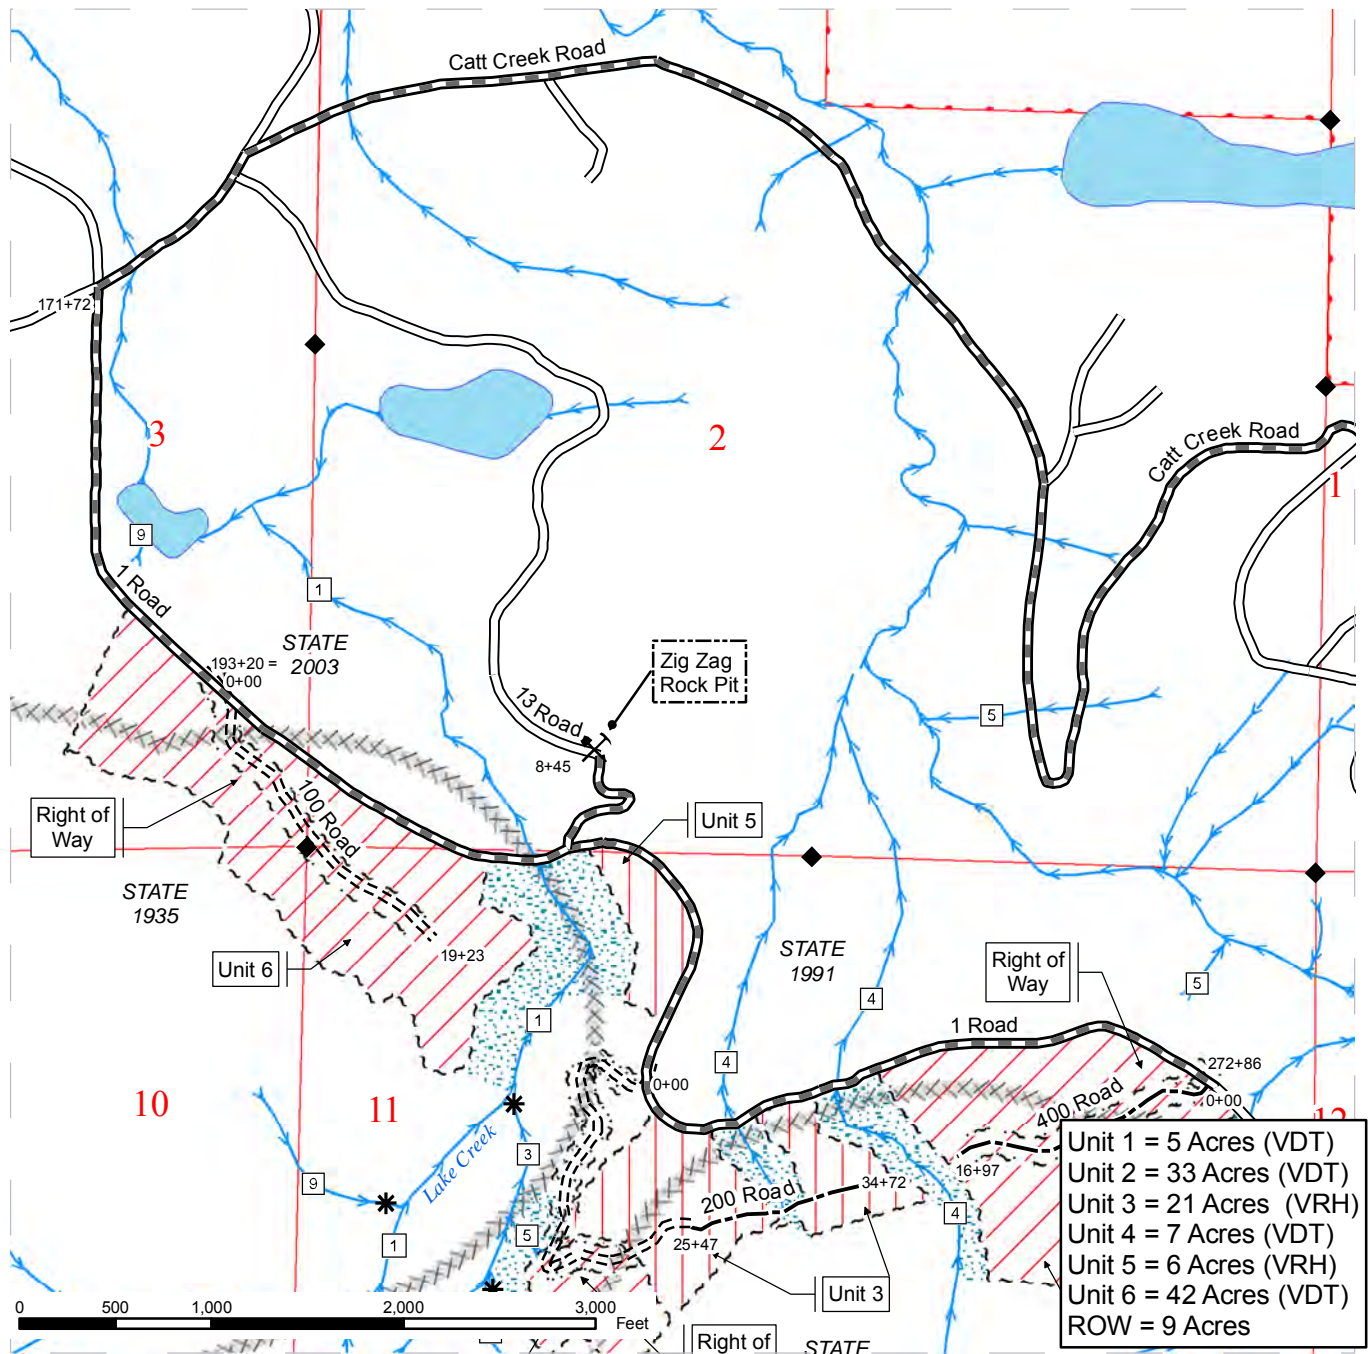 Catt Creek Road
171+72
3
2
Catt Creek Road
1
9
1
1 Road
STATE
2003
193+20 =
0+00
Zig Zag
Rock Pit
13 Road
8+45
5
Right of
Way
100 Road
Unit 5
STATE
1935
Unit 6
19+23
STATE
1991
Right of
Way
5
4
1
1 Road
4
0+00
272+86
0+00
400 Road
10
11
12
Lake Creek
3
9
16+97
34+72
200 Road
4
5
1
25+47
Unit 3
Unit 1 = 5 Acres (VDT)
Unit 2 = 33 Acres (VDT)
Unit 3 = 21 Acres (VRH)
Unit 4 = 7 Acres (VDT)
Unit 5 = 6 Acres (VRH)
Unit 6 = 42 Acres (VDT)
ROW = 9 Acres
0 500 1,000 2,000 3,000
Feet
Right of
STATE